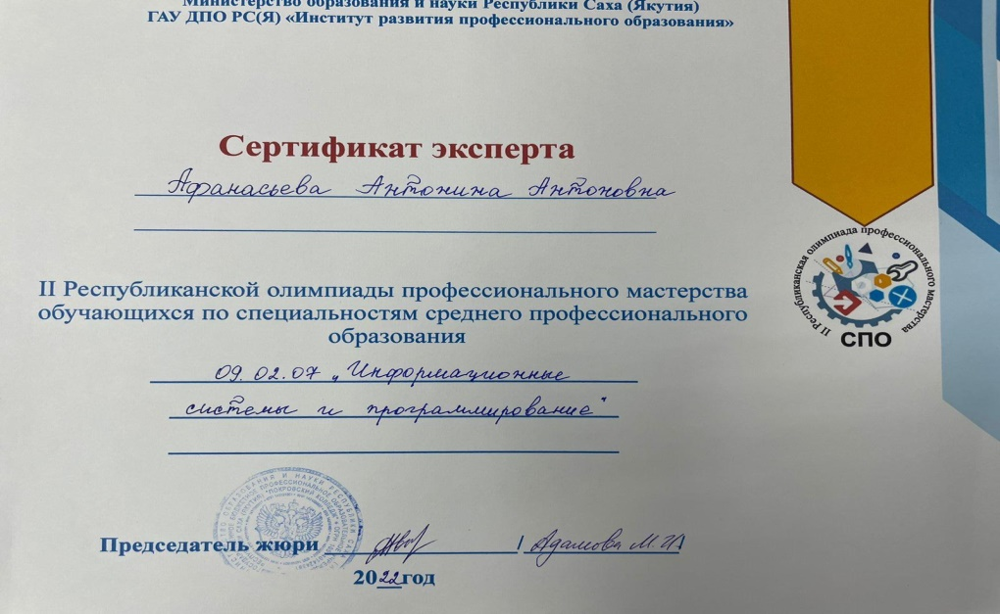 Министерство образования и науки Республики Саха (Якутия)
ГАУ ДПО РС(Я) «Институт развития профессионального образования»
Сертификат эксперта
Афанасьева Антонина Антоновна
II Республиканской олимпиады профессионального мастерства
обучающихся по специальностям среднего профессионального
образования
09.02.07 „Информационные
системы и программирование"
Председатель жюри / Адамова М. /
2022 год
II Республиканская олимпиада профессионального мастерства
СПО